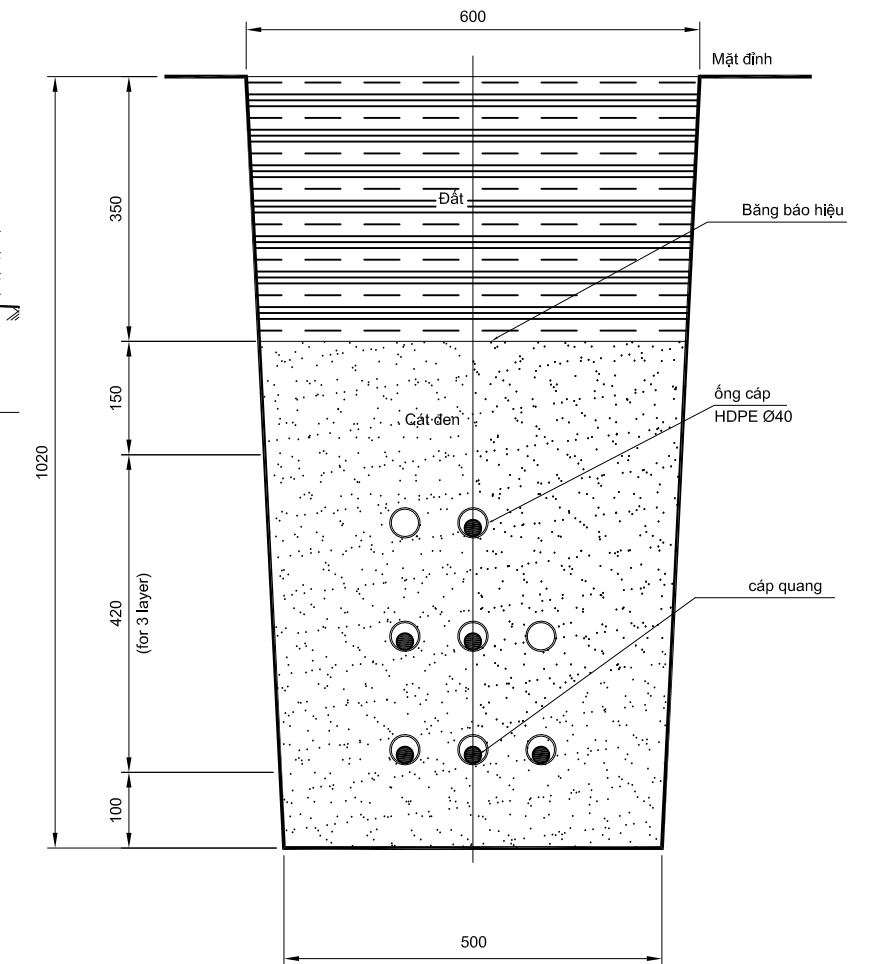 600
Mặt đỉnh
350
Đất
Băng báo hiệu
150
Cát đen
ống cáp
HDPE Ø40
1020
420
(for 3 layer)
cáp quang
100
500